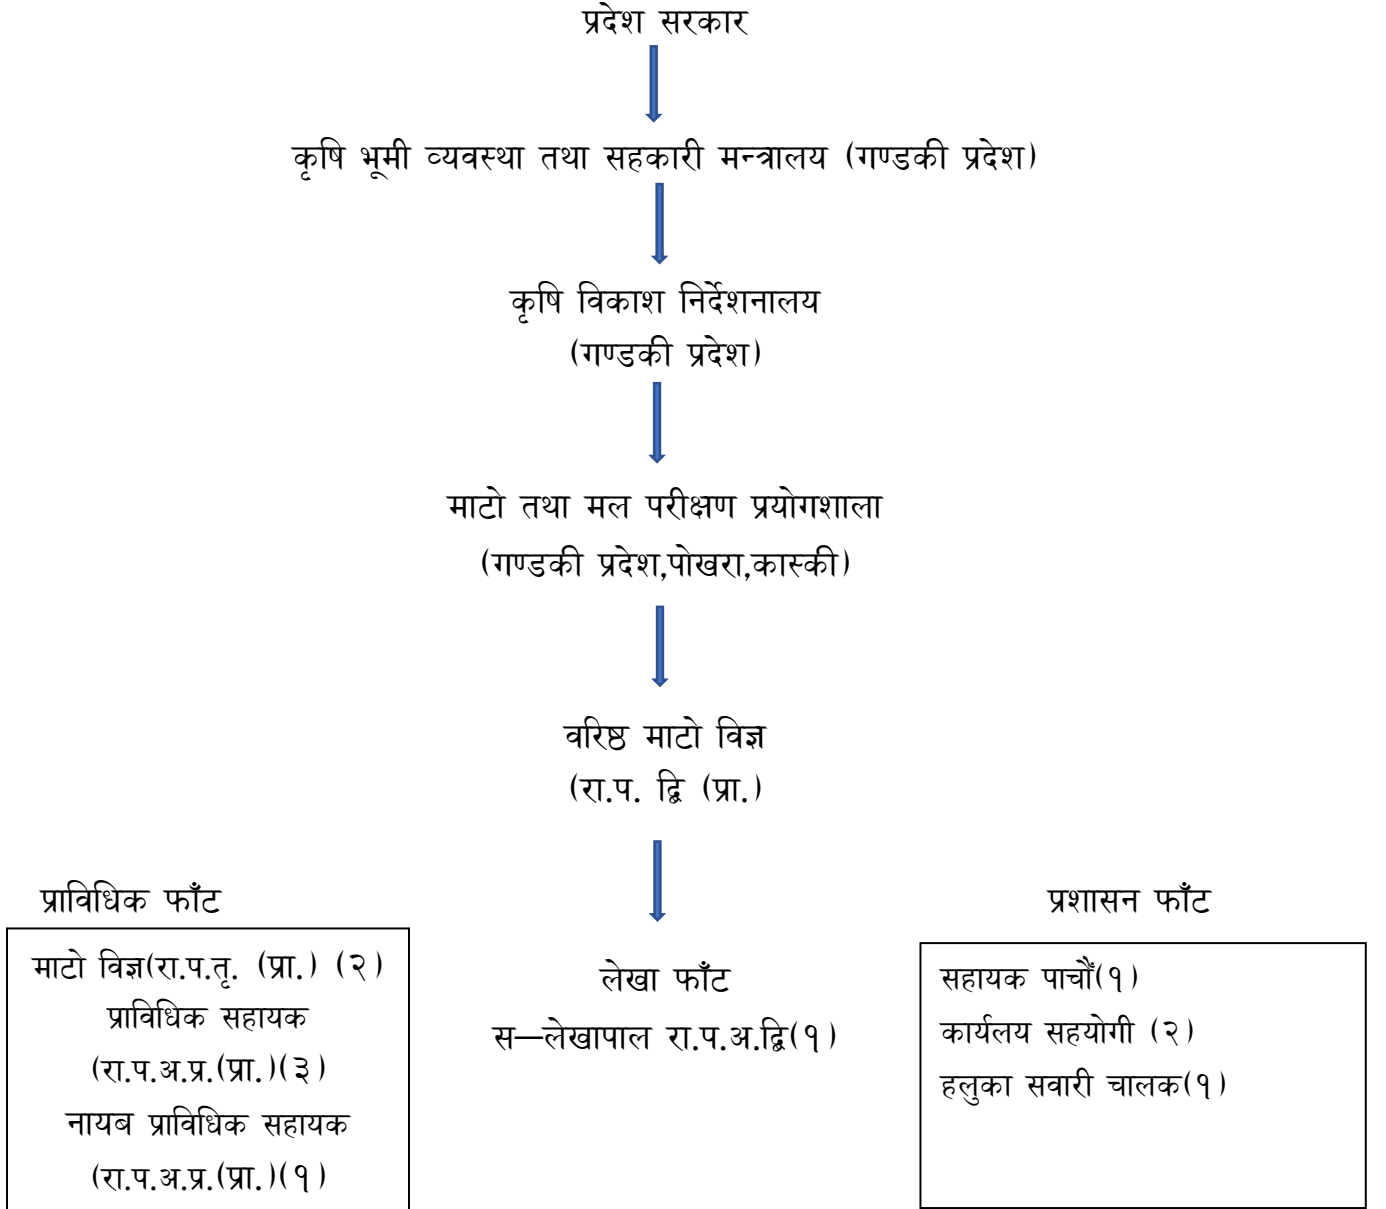 प्रदेश सरकार
कृषि भूमी व्यवस्था तथा सहकारी मन्त्रालय (गण्डकी प्रदेश)
कृषि विकाश निर्देशनालय
(गण्डकी प्रदेश)
माटो तथा मल परीक्षण प्रयोगशाला
(गण्डकी प्रदेश,पोखरा,कास्की)
वरिष्ठ माटो विज्ञ
(रा.प. द्वि (प्रा.)
प्राविधिक फाँट
माटो विज्ञ(रा.प.तृ. (प्रा.) (२)
प्राविधिक सहायक
(रा.प.अ.प्र.(प्रा.)(३)
नायब प्राविधिक सहायक
(रा.प.अ.प्र.(प्रा.)(१)
लेखा फाँट
स—लेखापाल रा.प.अ.द्वि(१)
प्रशासन फाँट
सहायक पाचौँ(१)
कार्यलय सहयोगी (२)
हलुका सवारी चालक(१)